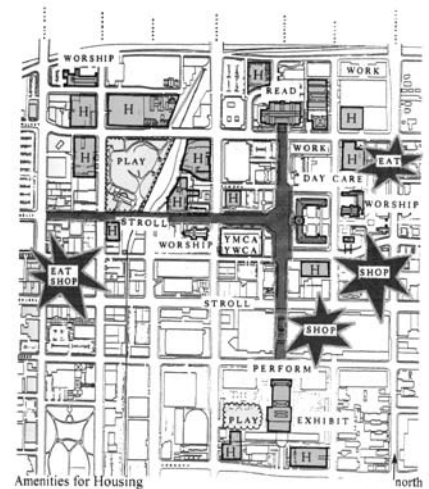 WORSHIP
H
READ
WORK
H
H
H
H
WORK
H
PLAY
H
H
EAT
DAY CARE
H
H
WORSHIP
STROLL
H
WORSHIP
YMCA
YWCA
EAT
SHOP
H
SHOP
STROLL
SHOP
PERFORM
PLAY
EXHIBIT
H
H
Amenities for Housing
north